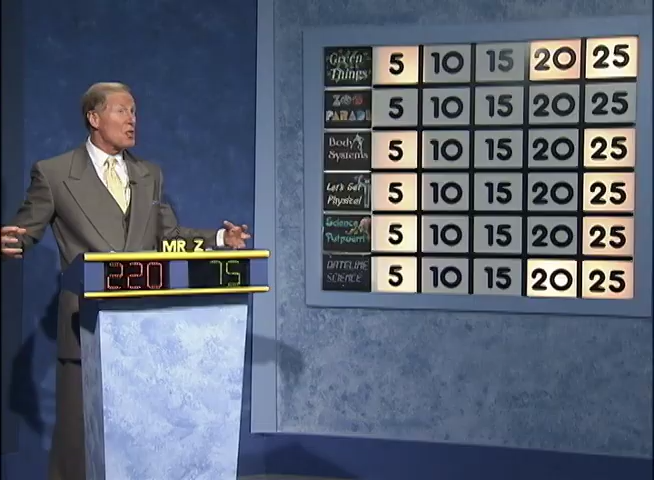 Green Things 5 10 15 20 25
ZOO PARADE 5 10 15 20 25
Body Systems 5 10 15 20 25
Let's Get Physical 5 10 15 20 25
Science Potpourri 5 10 15 20 25
DATELINE SCIENCE 5 10 15 20 25
MR Z
220 75